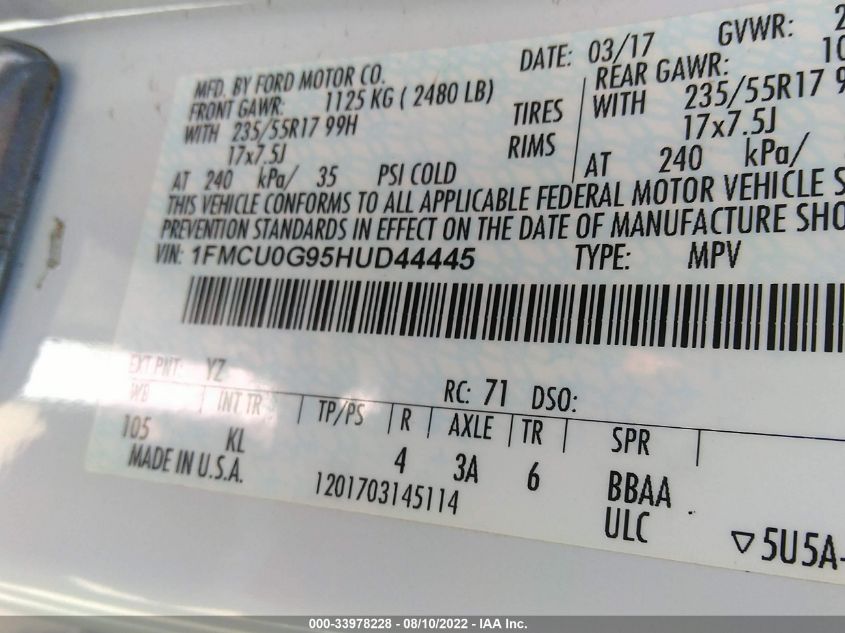 MFD. BY FORD MOTOR CO. DATE: 03/17 GVWR: 2
FRONT GAWR: 1125 KG ( 2480 LB) REAR GAWR: 10
WITH 235/55R17 99H TIRES WITH 235/55R17 9
17x7.5J RIMS 17x7.5J
AT 240 kPa/ 35 PSI COLD AT 240 kPa/
THIS VEHICLE CONFORMS TO ALL APPLICABLE FEDERAL MOTOR VEHICLE S
PREVENTION STANDARDS IN EFFECT ON THE DATE OF MANUFACTURE SHO
VIN: 1FMCU0G95HUD44445 TYPE: MPV
EXT PNT: YZ RC: 71 DSO:
WB INT TR TP/PS R AXLE TR SPR
105 KL 4 3A 6 BBAA
MADE IN U.S.A. 1201703145114 ULC ▽5U5A-
000-33978228 - 08/10/2022 - IAA Inc.